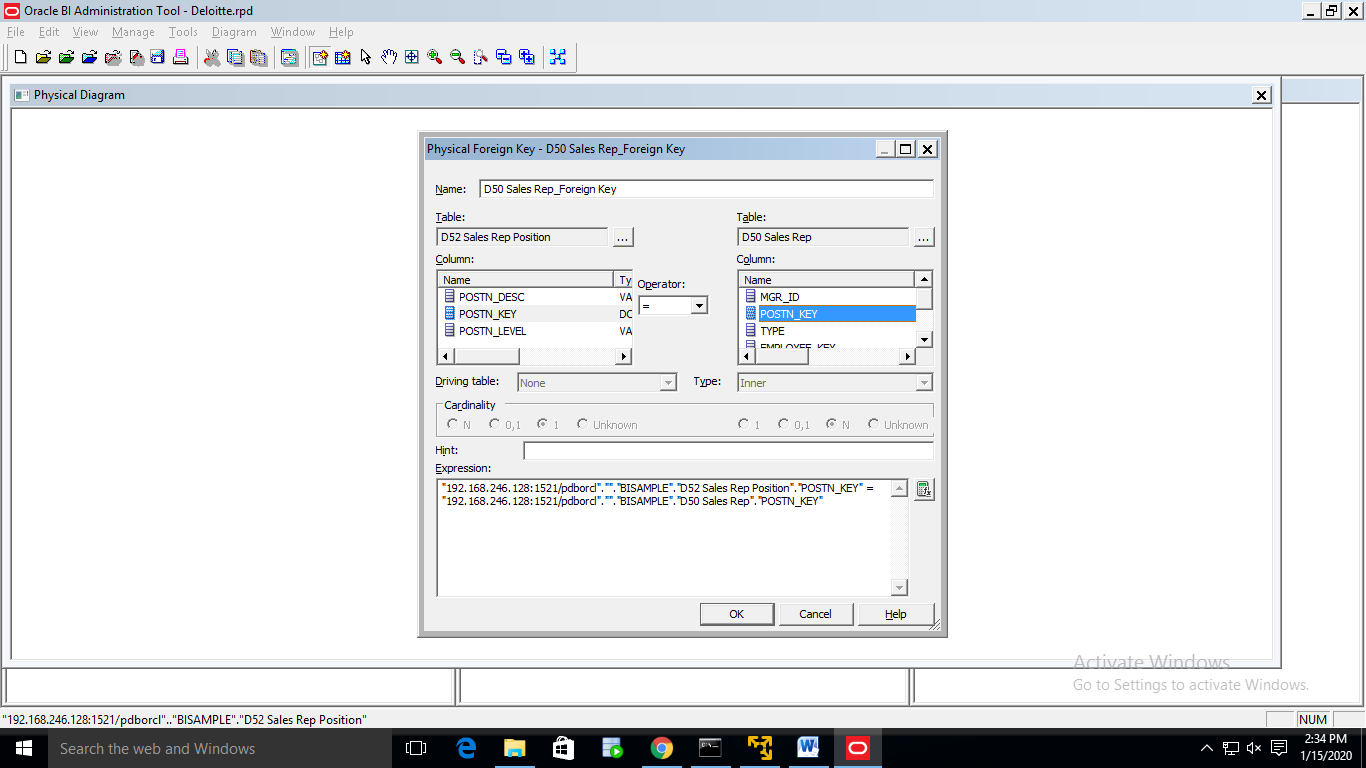 Oracle BI Administration Tool - Deloitte.rpd
File Edit View Manage Tools Diagram Window Help
Physical Diagram
Physical Foreign Key - D50 Sales Rep_Foreign Key
Name: D50 Sales Rep_Foreign Key
Table: Table:
D52 Sales Rep Position ... D50 Sales Rep ...
Column: Column:
Name Ty Operator: Name
POSTN_DESC VA MGR_ID
POSTN_KEY DO = POSTN_KEY
POSTN_LEVEL VA TYPE
EMPLOYEE_KEY
Driving table: None Type: Inner
Cardinality
N 0,1 1 Unknown 1 0,1 N Unknown
Hint:
Expression:
"192.168.246.128:1521/pdborcl".""."BISAMPLE"."D52 Sales Rep Position"."POSTN_KEY" =
"192.168.246.128:1521/pdborcl".""."BISAMPLE"."D50 Sales Rep"."POSTN_KEY"
OK Cancel Help
Activate Windows
Go to Settings to activate Windows.
"192.168.246.128:1521/pdborcl".."BISAMPLE"."D52 Sales Rep Position" NUM
Search the web and Windows
2:34 PM
1/15/2020